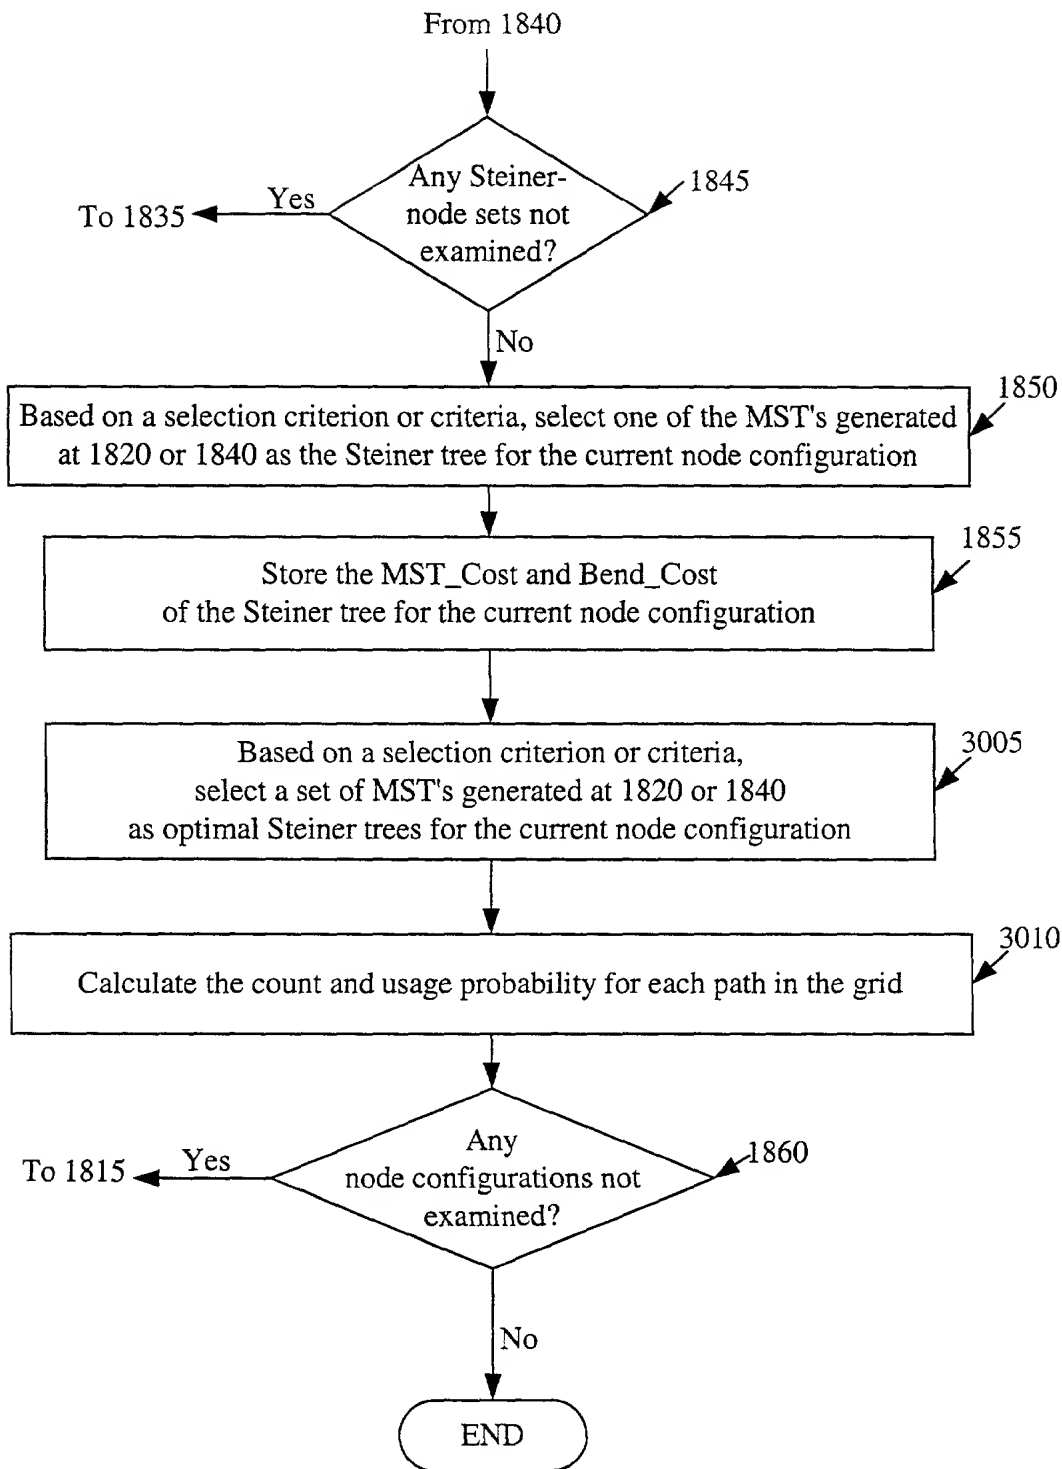 From 1840
Any Steiner-
node sets not
examined?
1845
Yes
To 1835
No
1850
Based on a selection criterion or criteria, select one of the MST's generated
at 1820 or 1840 as the Steiner tree for the current node configuration
1855
Store the MST_Cost and Bend_Cost
of the Steiner tree for the current node configuration
3005
Based on a selection criterion or criteria,
select a set of MST's generated at 1820 or 1840
as optimal Steiner trees for the current node configuration
3010
Calculate the count and usage probability for each path in the grid
Any
node configurations not
examined?
1860
Yes
To 1815
No
END